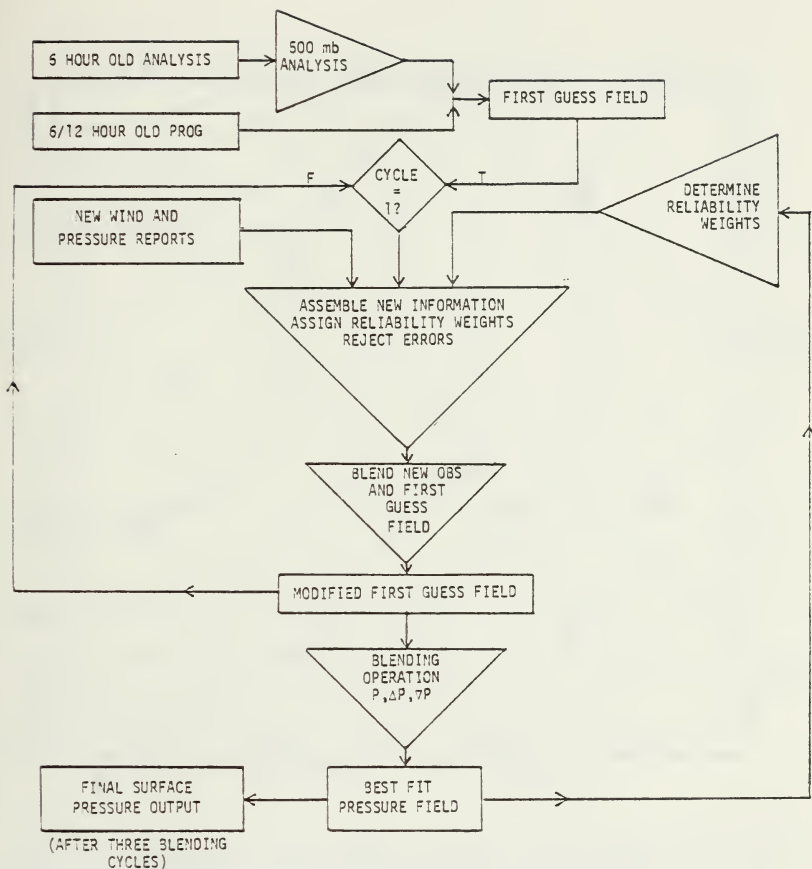 6 HOUR OLD ANALYSIS
500 mb
ANALYSIS
FIRST GUESS FIELD
6/12 HOUR OLD PROG
F
CYCLE
=
1?
T
DETERMINE
RELIABILITY
WEIGHTS
NEW WIND AND
PRESSURE REPORTS
ASSEMBLE NEW INFORMATION
ASSIGN RELIABILITY WEIGHTS
REJECT ERRORS
BLEND NEW OBS
AND FIRST
GUESS
FIELD
MODIFIED FIRST GUESS FIELD
BLENDING
OPERATION
P,△P,▽P
FINAL SURFACE
PRESSURE OUTPUT
BEST FIT
PRESSURE FIELD
(AFTER THREE BLENDING
CYCLES)